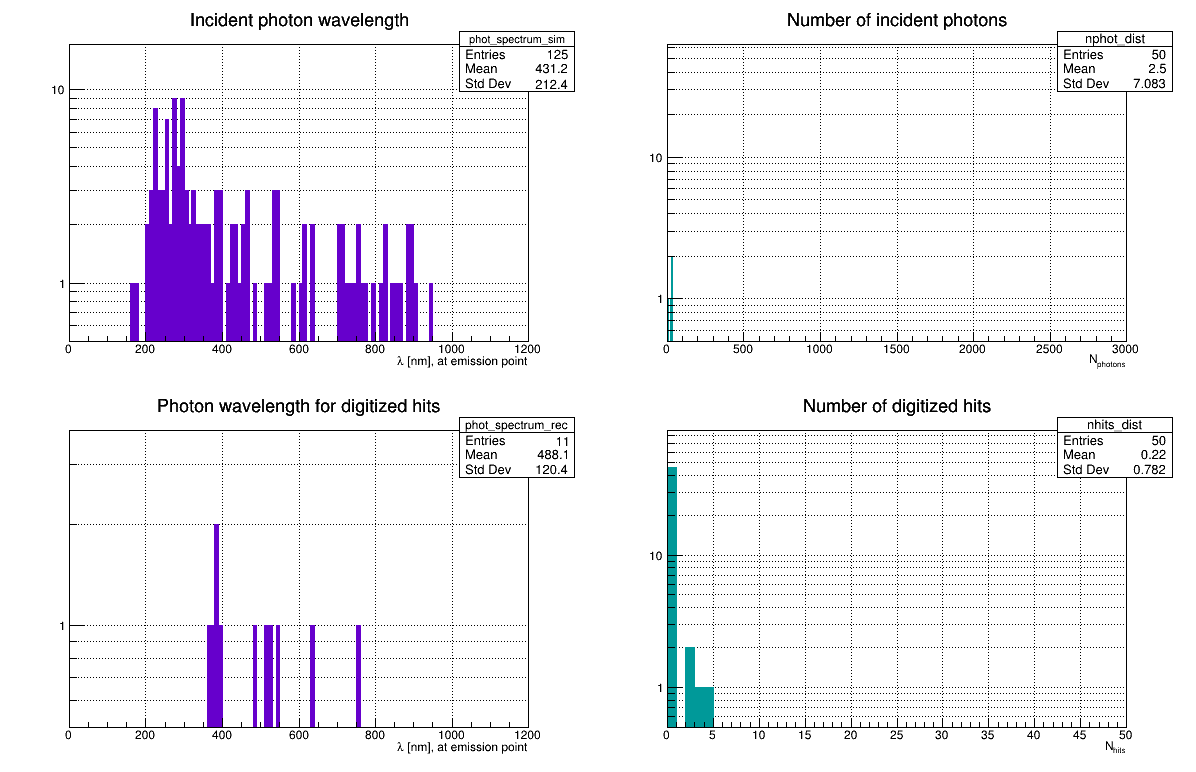 Incident photon wavelength
phot_spectrum_sim
Entries 125
Mean 431.2
Std Dev 212.4
10
1
0 200 400 600 800 1000 1200
λ [nm], at emission point
Number of incident photons
nphot_dist
Entries 50
Mean 2.5
Std Dev 7.083
10
1
0 500 1000 1500 2000 2500 3000
Nphotons
Photon wavelength for digitized hits
phot_spectrum_rec
Entries 11
Mean 488.1
Std Dev 120.4
1
0 200 400 600 800 1000 1200
λ [nm], at emission point
Number of digitized hits
nhits_dist
Entries 50
Mean 0.22
Std Dev 0.782
10
1
0 5 10 15 20 25 30 35 40 45 50
Nhits